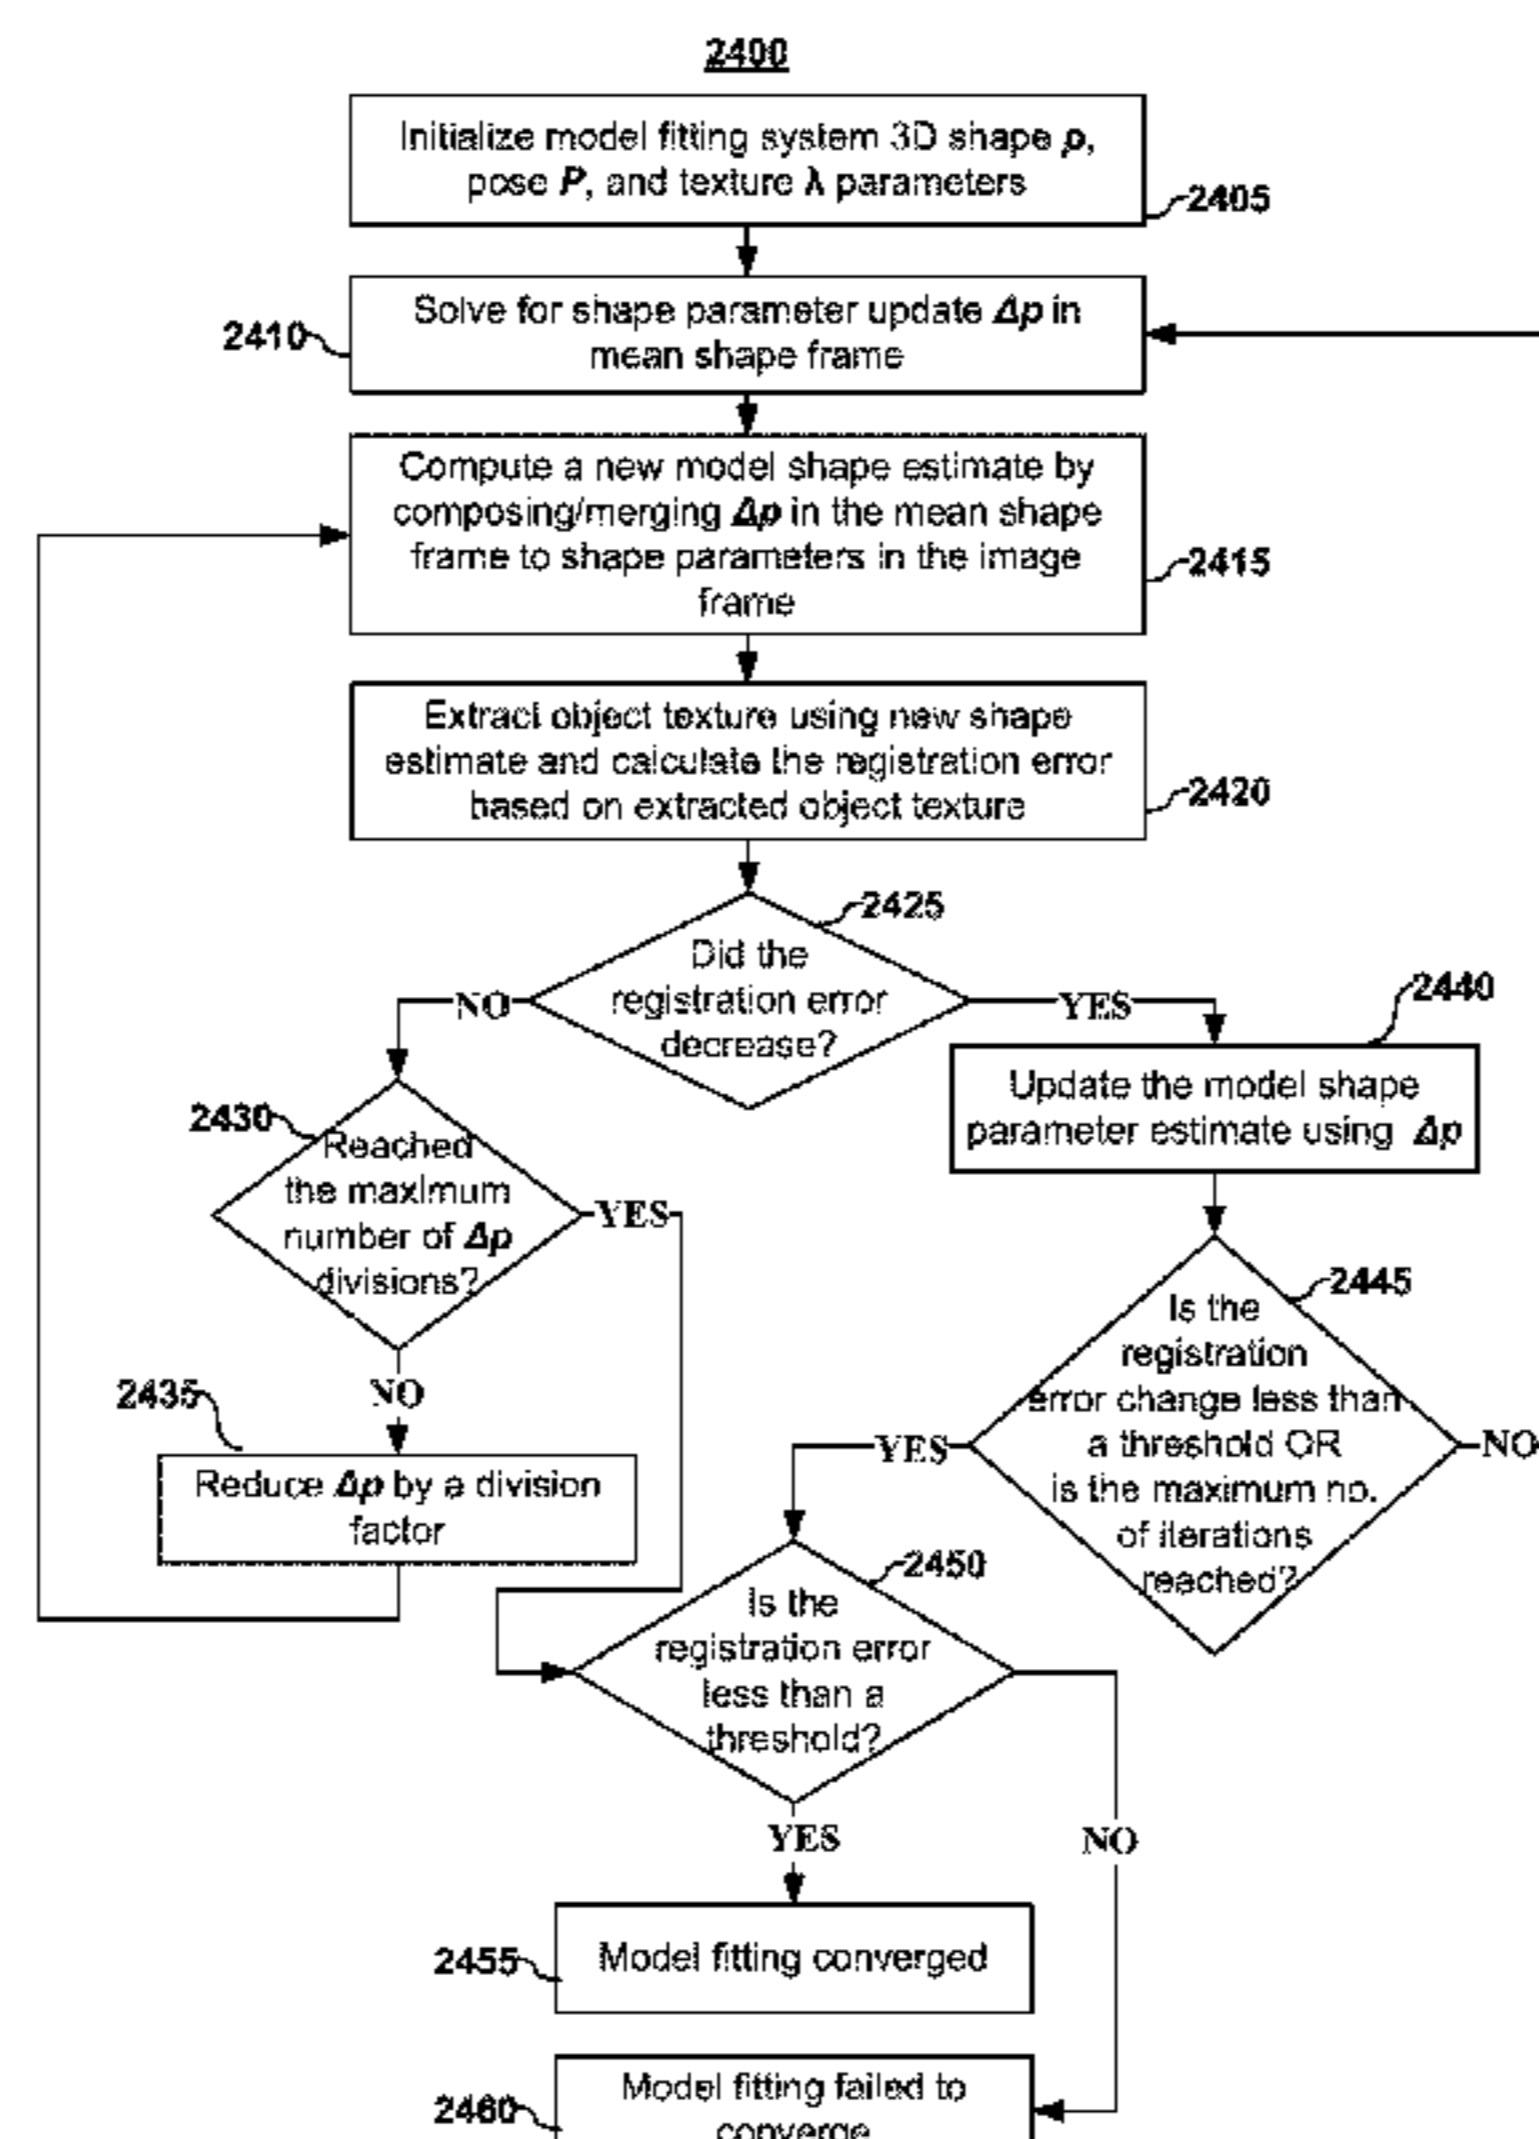 2400
Initialize model fitting system 3D shape p,
pose P, and texture λ parameters
2405
Solve for shape parameter update Δp in
mean shape frame
2410
Compute a new model shape estimate by
composing/merging Δp in the mean shape
frame to shape parameters in the image
frame
2415
Extract object texture using new shape
estimate and calculate the registration error
based on extracted object texture
2420
2425
Did the
registration error
decrease?
NO
YES
2440
Update the model shape
parameter estimate using Δp
2430
Reached
the maximum
number of Δp
divisions?
YES
NO
2435
Reduce Δp by a division
factor
2445
Is the
registration
error change less than
a threshold OR
is the maximum no.
of iterations
reached?
YES
NO
2450
Is the
registration error
less than a
threshold?
YES
NO
2455
Model fitting converged
2460
Model fitting failed to
converge